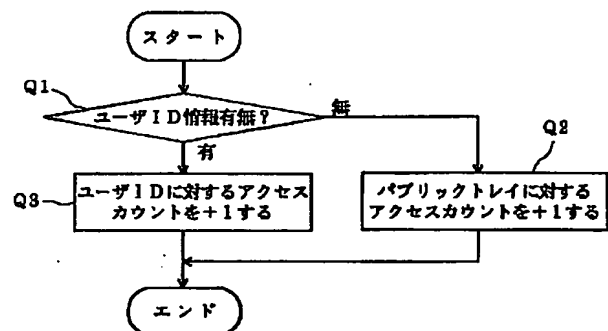 スタート
Q1
ユーザID情報有無?
無
有
Q2
Q3
ユーザIDに対するアクセス
カウントを+1する
パブリックトレイに対する
アクセスカウントを+1する
エンド